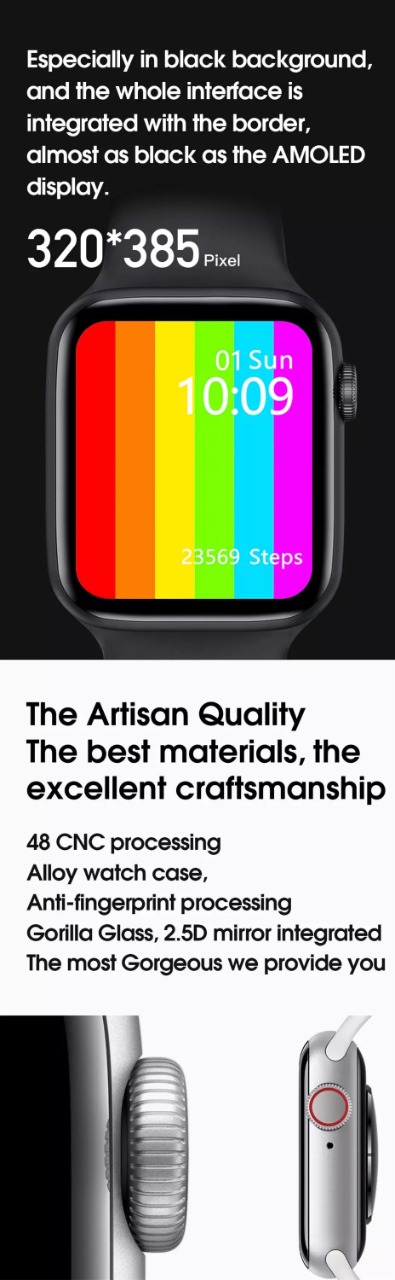 Especially in black background,
and the whole interface is
integrated with the border,
almost as black as the AMOLED
display.
320*385 Pixel
01 Sun
10:09
23569 Steps
The Artisan Quality
The best materials, the
excellent craftsmanship
48 CNC processing
Alloy watch case,
Anti-fingerprint processing
Gorilla Glass, 2.5D mirror integrated
The most Gorgeous we provide you